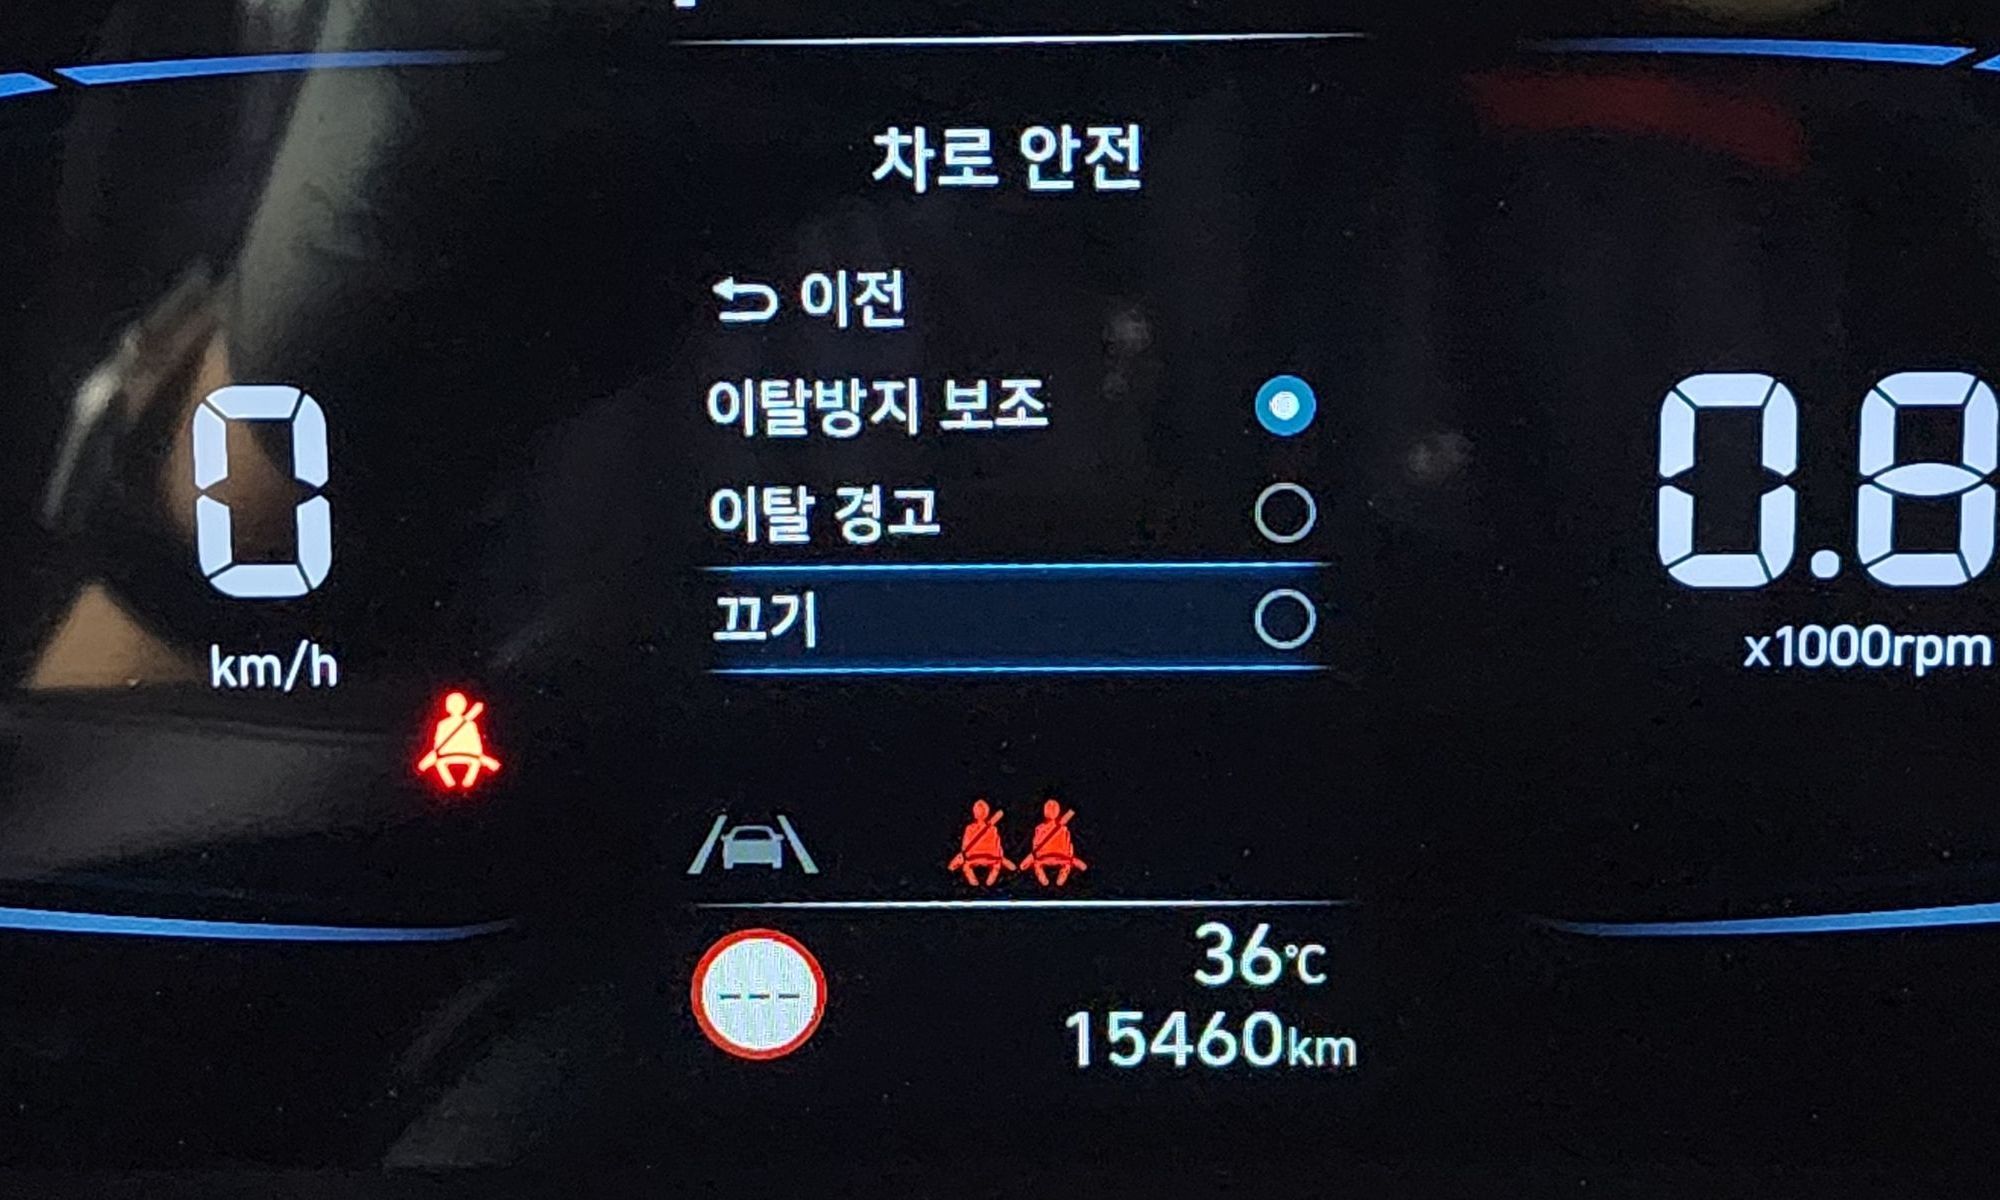 차로 안전
이전
이탈방지 보조
이탈 경고
끄기
0
km/h
0.8
x1000rpm
---
36°C
15460km